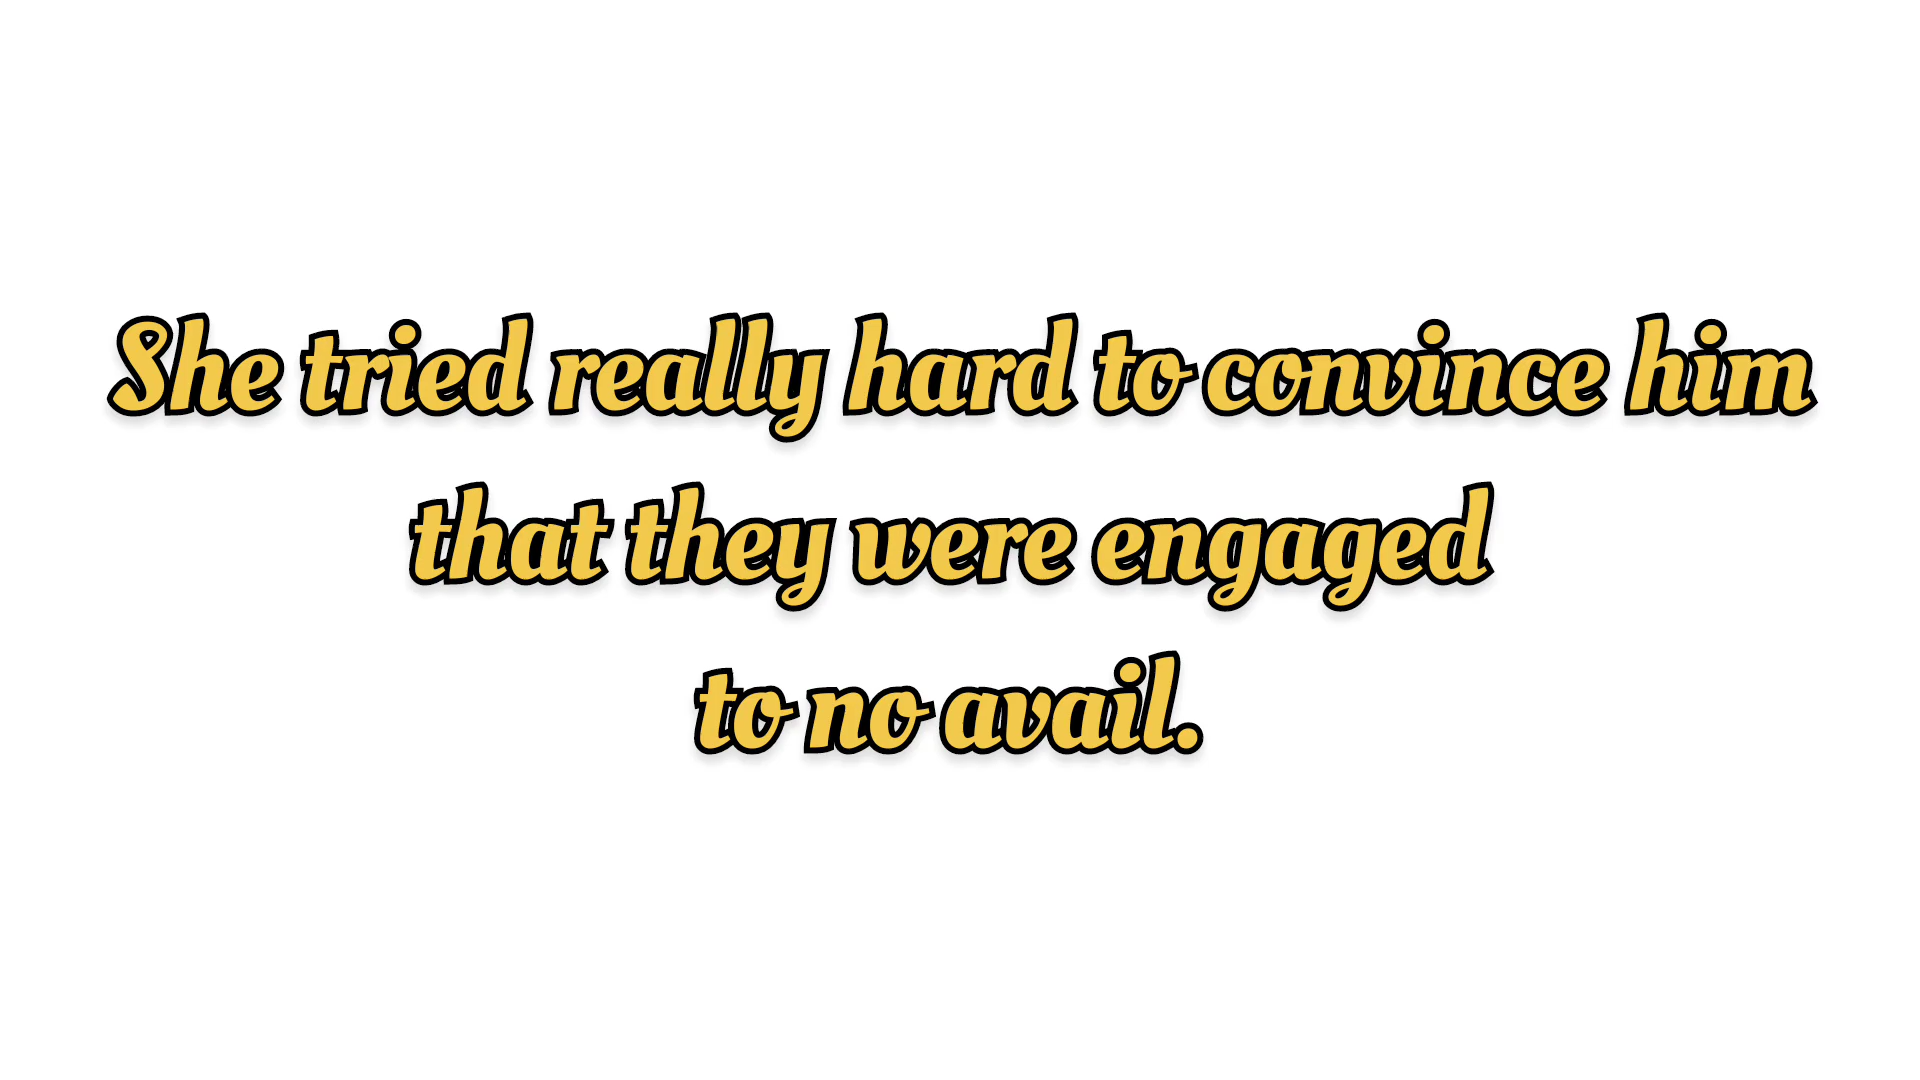 She tried really hard to convince him
that they were engaged
to no avail.